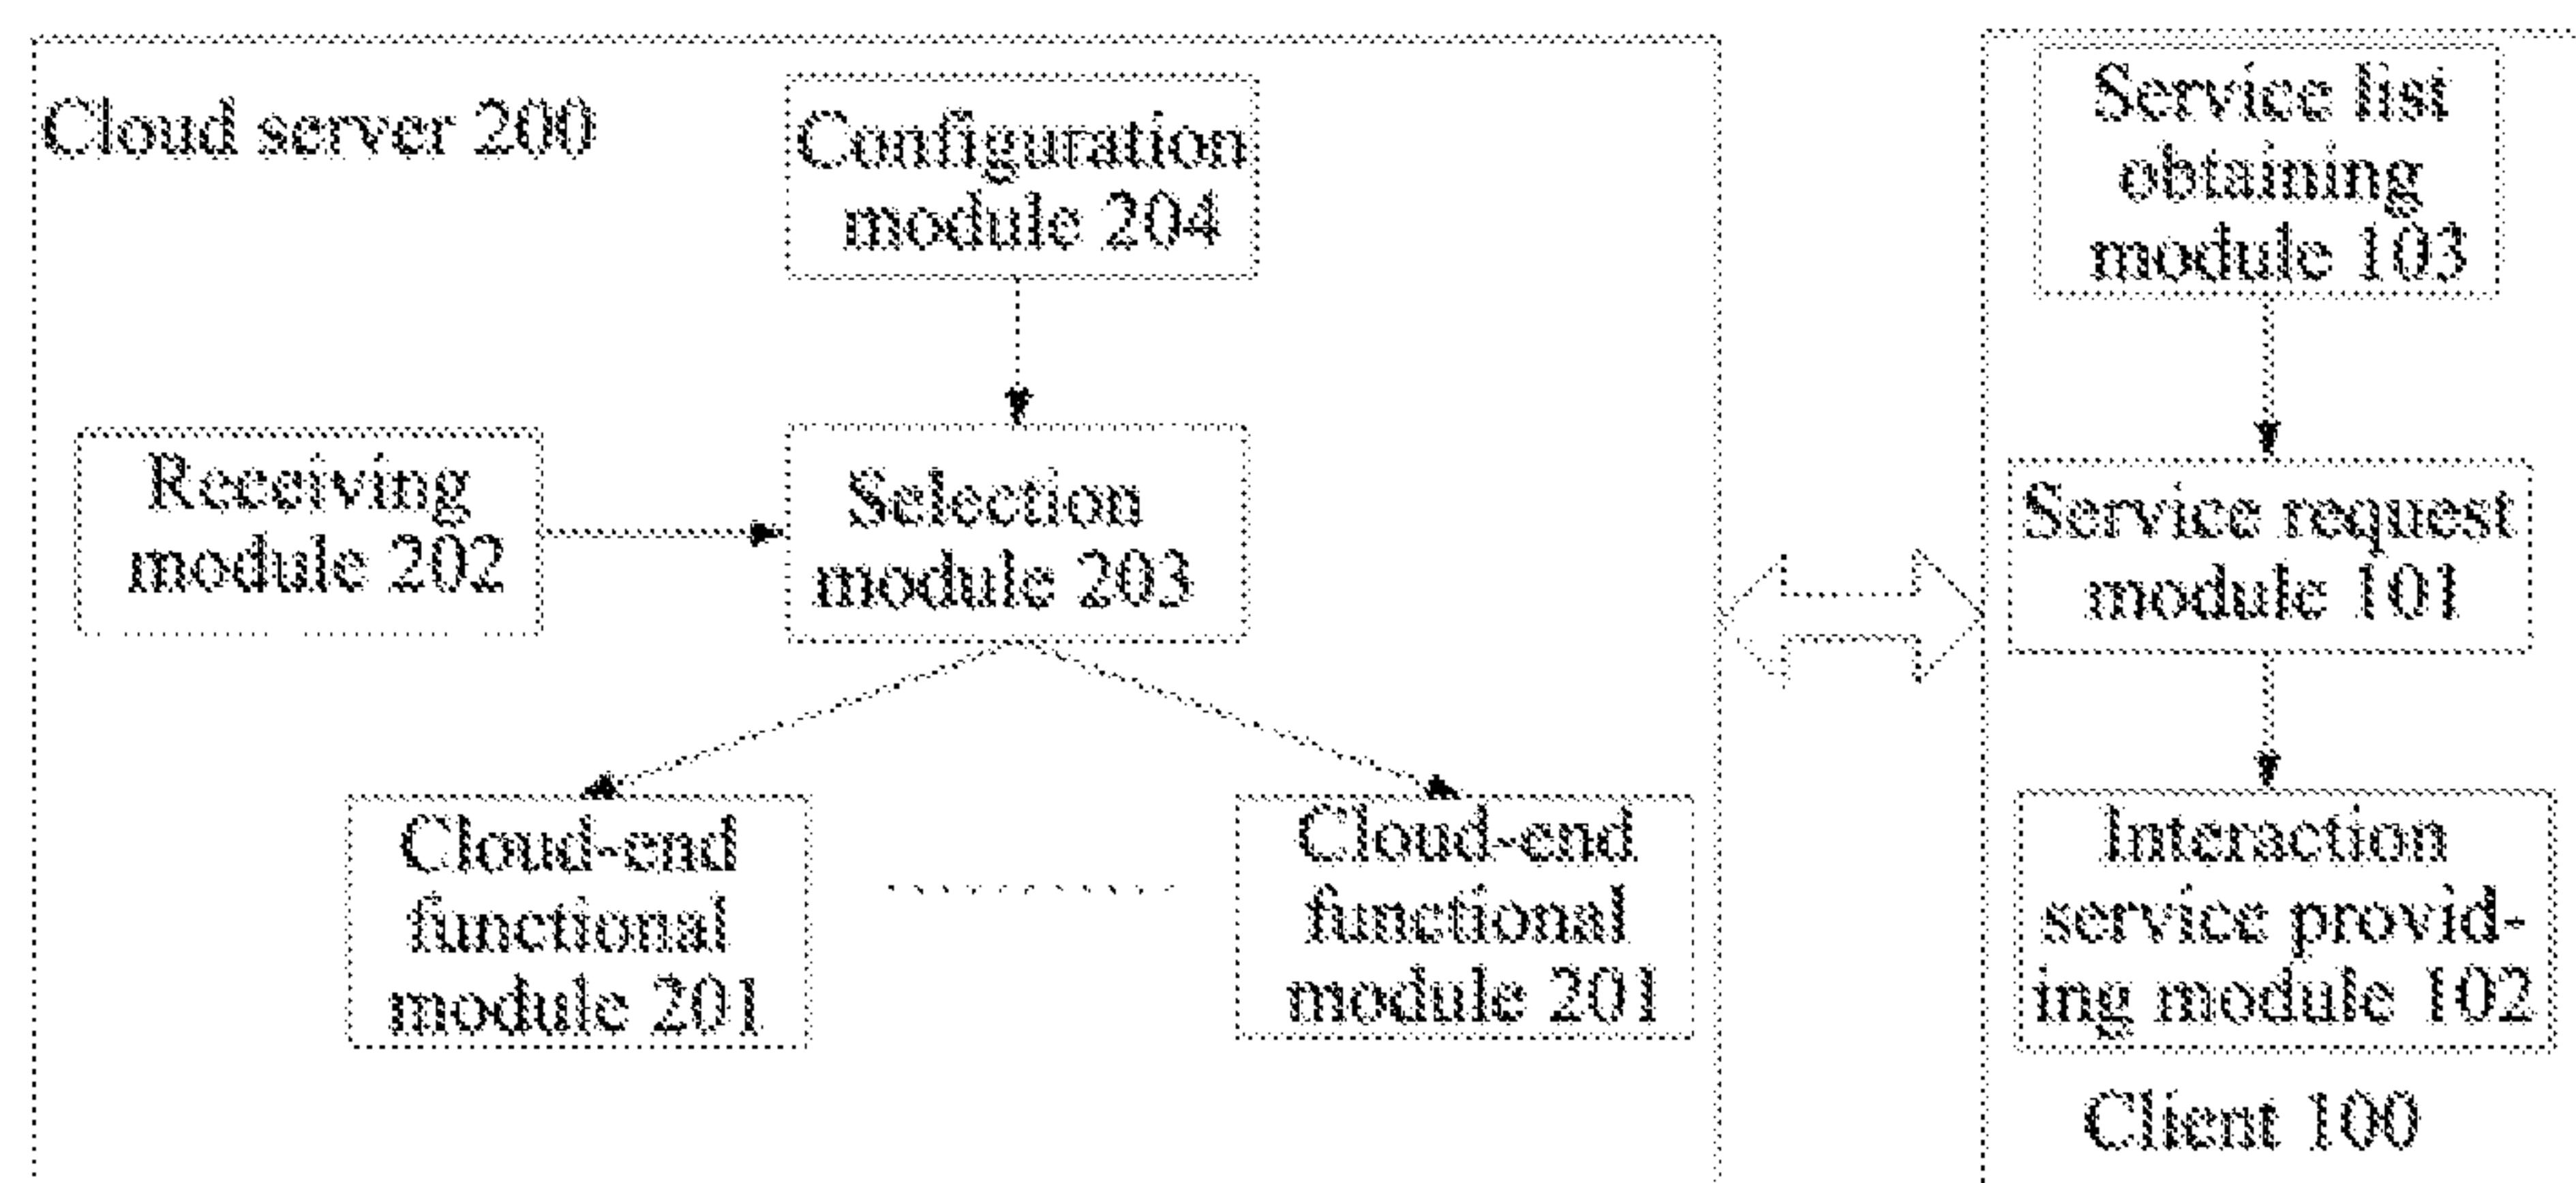 Cloud server 200
Configuration
module 204
Receiving
module 202
Selection
module 203
Cloud-end
functional
module 201
Cloud-end
functional
module 201
Service list
obtaining
module 103
Service request
module 101
Interaction
service provid-
ing module 102
Client 100